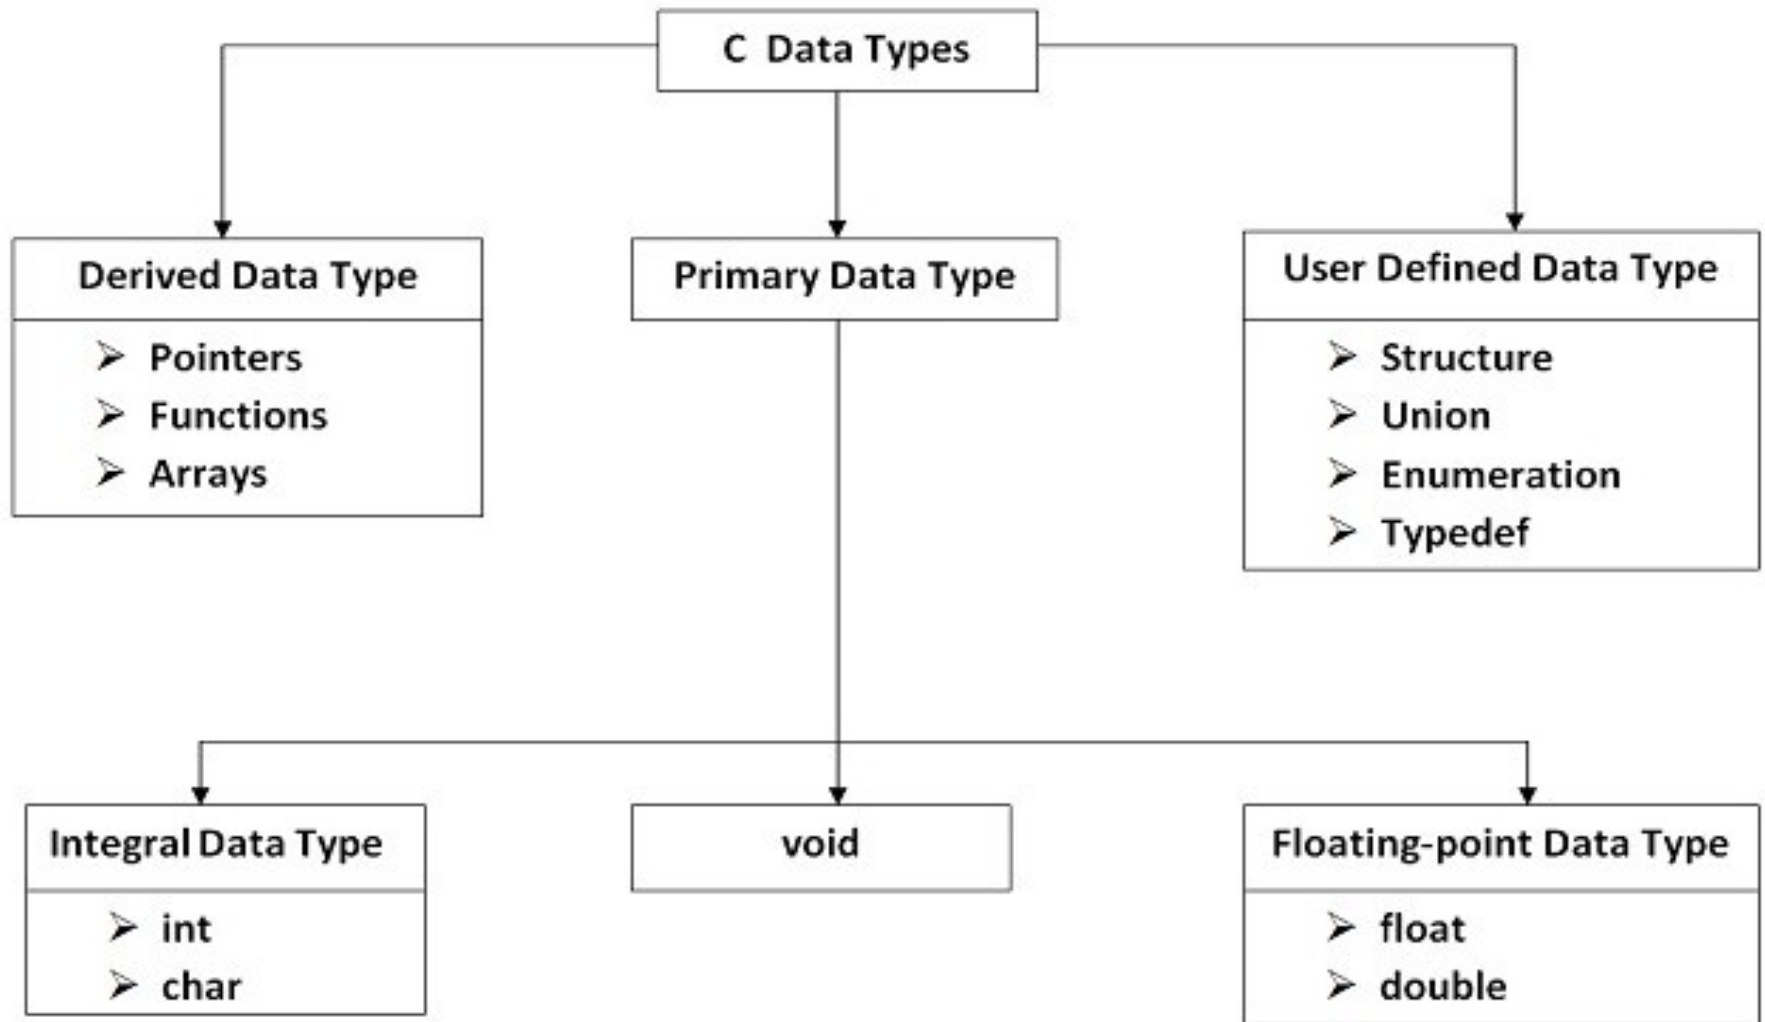 C Data Types
Derived Data Type
➢ Pointers
➢ Functions
➢ Arrays
Primary Data Type
User Defined Data Type
➢ Structure
➢ Union
➢ Enumeration
➢ Typedef
Integral Data Type
➢ int
➢ char
void
Floating-point Data Type
➢ float
➢ double